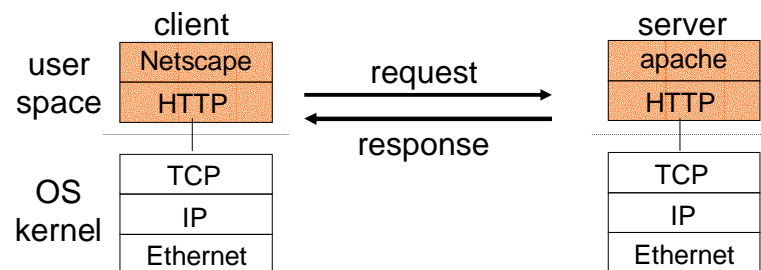 client
server
user
space
Netscape
HTTP
request
response
apache
HTTP
OS
kernel
TCP
IP
Ethernet
TCP
IP
Ethernet